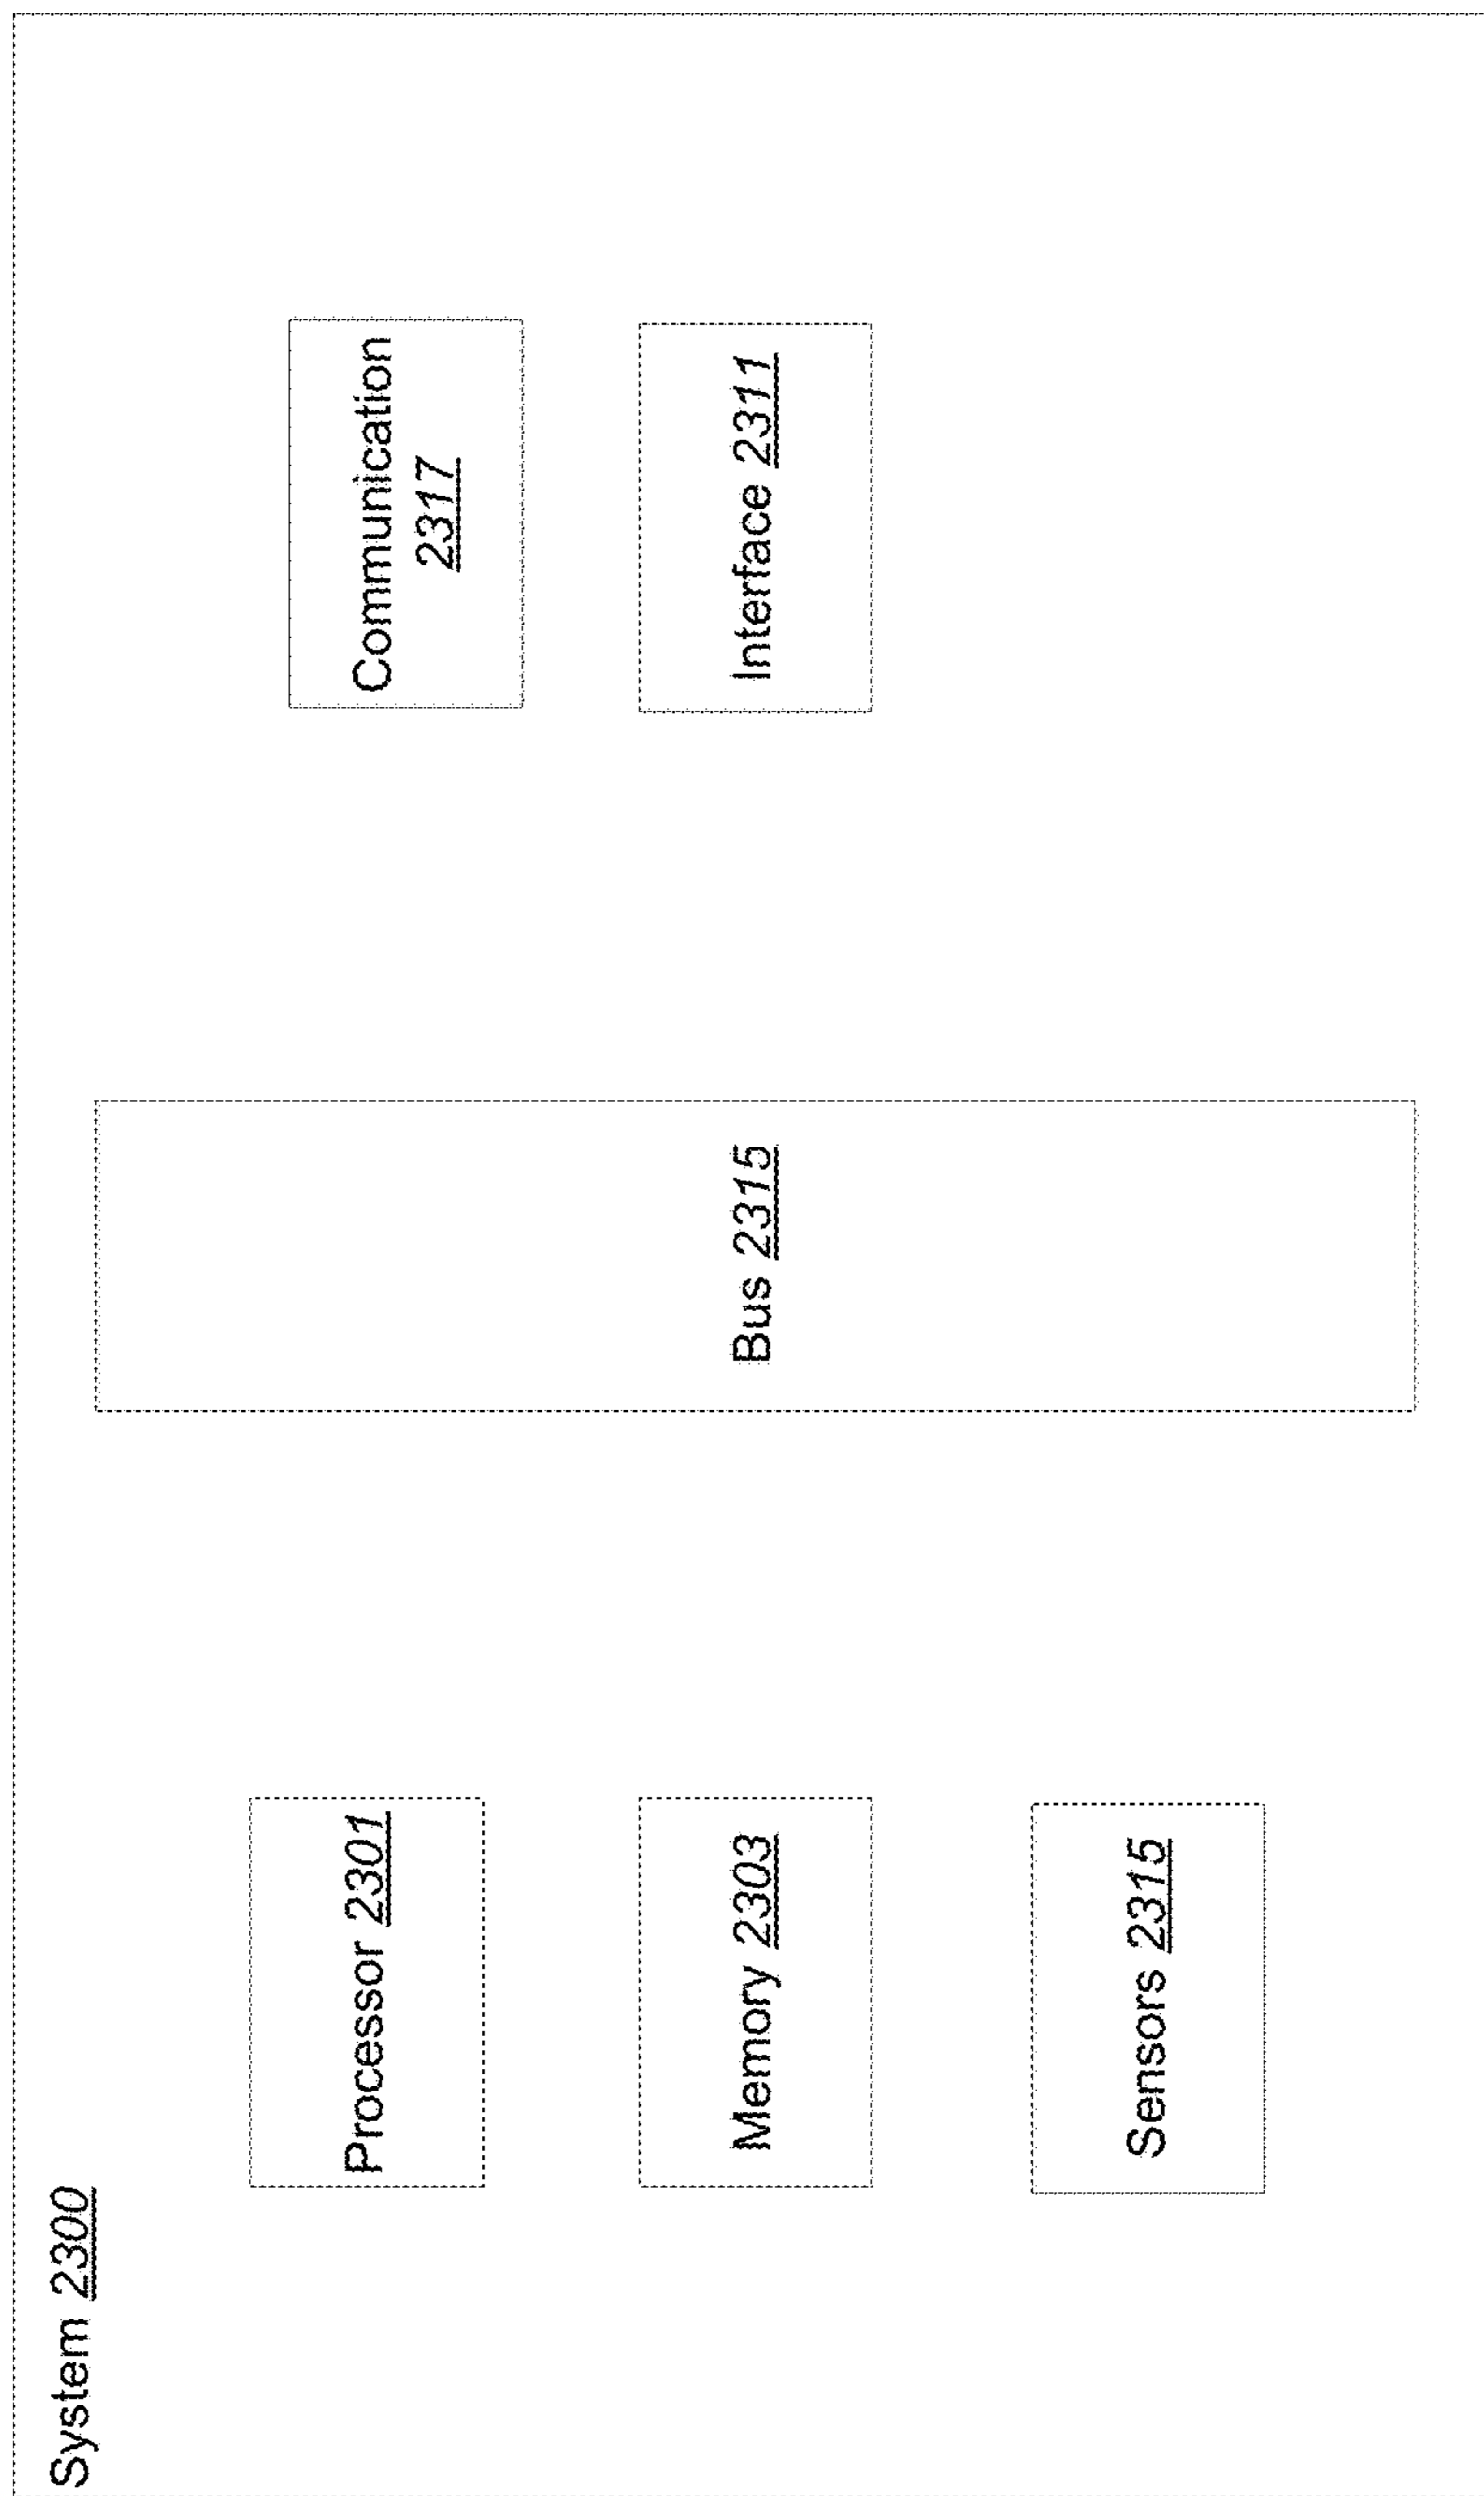 System 2300
Processor 2301
Memory 2303
Sensors 2315
Bus 2315
Communication
2317
Interface 2311